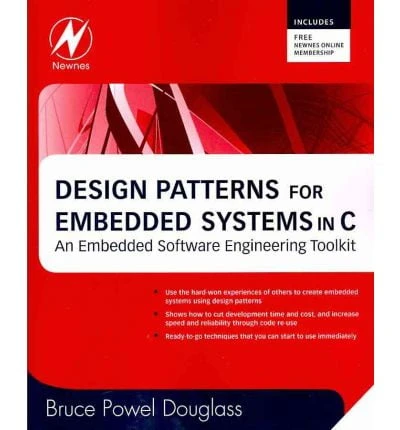 Newnes
INCLUDES
FREE
NEWNES ONLINE
MEMBERSHIP
DESIGN PATTERNS FOR
EMBEDDED SYSTEMS IN C
An Embedded Software Engineering Toolkit
Use the hard-won experiences of others to create embedded
systems using design patterns
Shows how to cut development time and cost, and increase
speed and reliability through code re-use
Ready-to-go techniques that you can start to use immediately
Bruce Powel Douglass